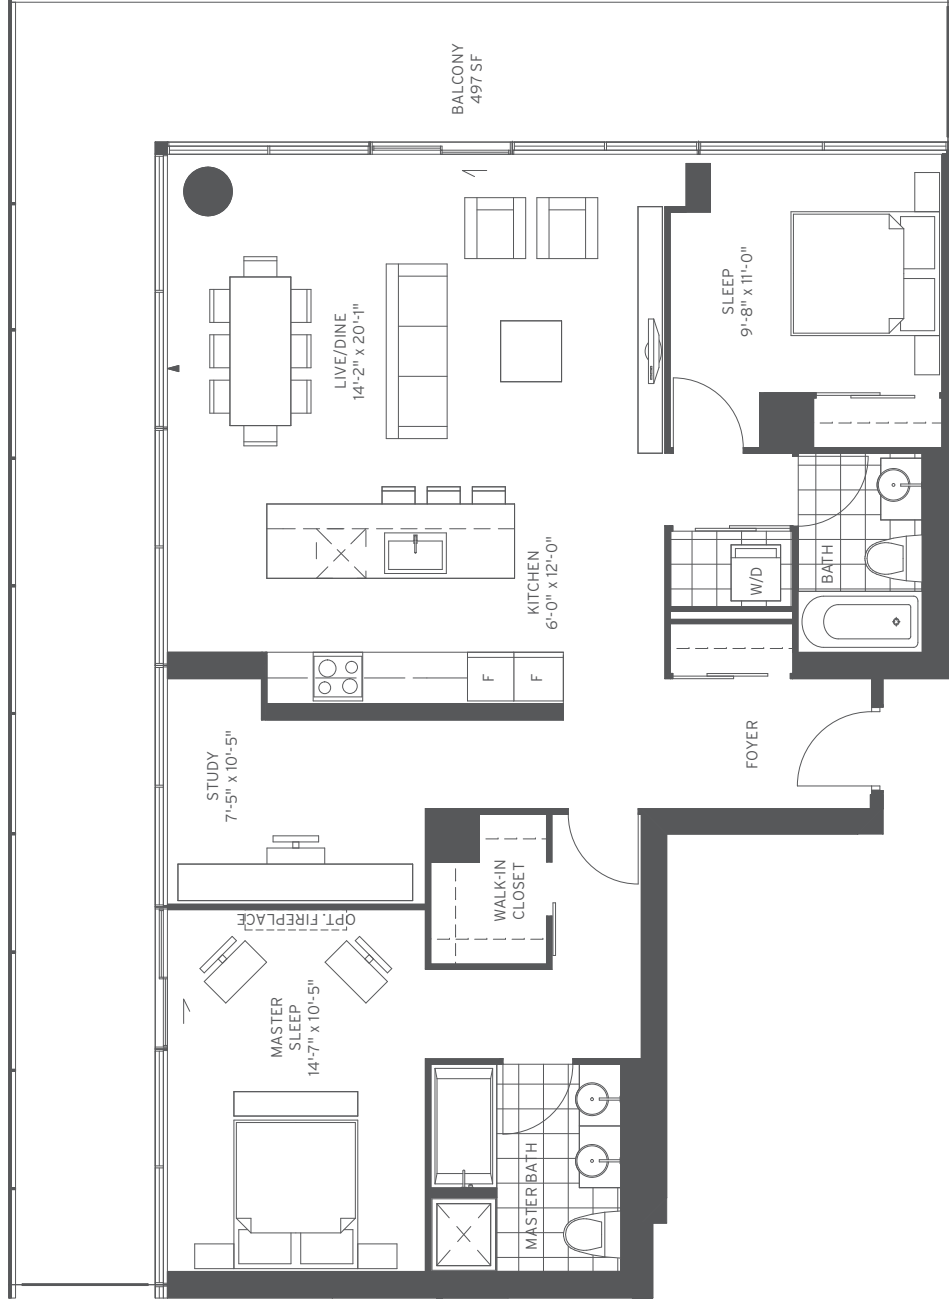 BALCONY
497 SF
LIVE/DINE
14'-2" x 20'-1"
SLEEP
9'-8" x 11'-0"
KITCHEN
6'-0" x 12'-0"
W/D
BATH
F
F
STUDY
7'-5" x 10'-5"
FOYER
WALK-IN
CLOSET
OPT. FIREPLACE
MASTER
SLEEP
14'-7" x 10'-5"
MASTER BATH